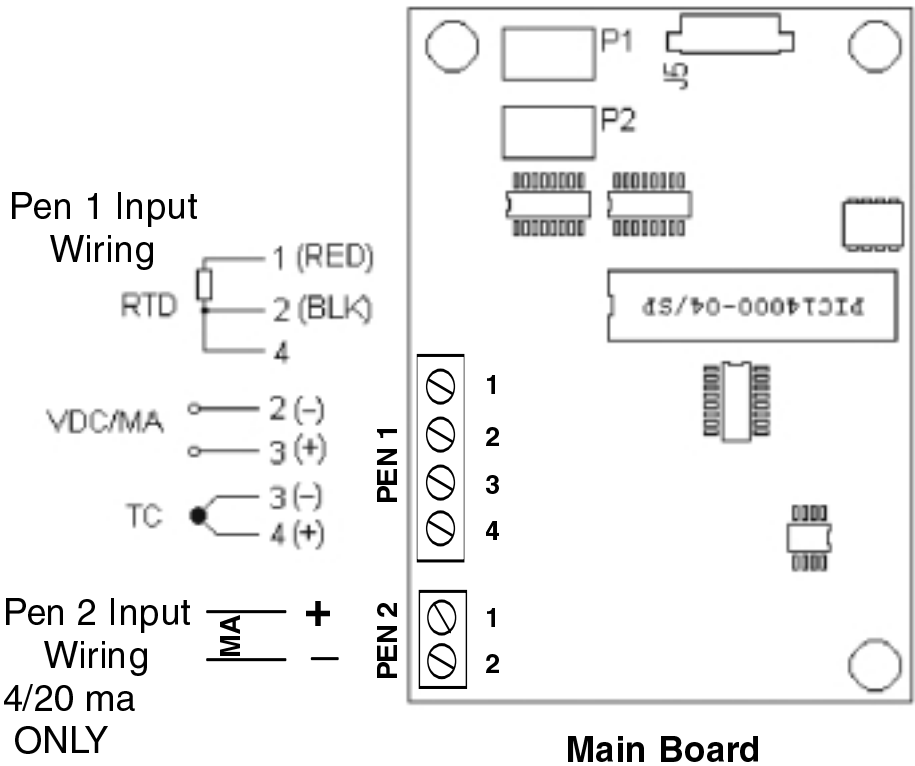 P1
J5
P2
Pen 1 Input
Wiring
1 (RED)
RTD
2 (BLK)
4
PIC14000-04/SP
VDC/MA
2 (-)
3 (+)
TC
3 (-)
4 (+)
PEN 1
1
2
3
4
Pen 2 Input
Wiring
4/20 ma
ONLY
MA
+
–
PEN 2
1
2
Main Board